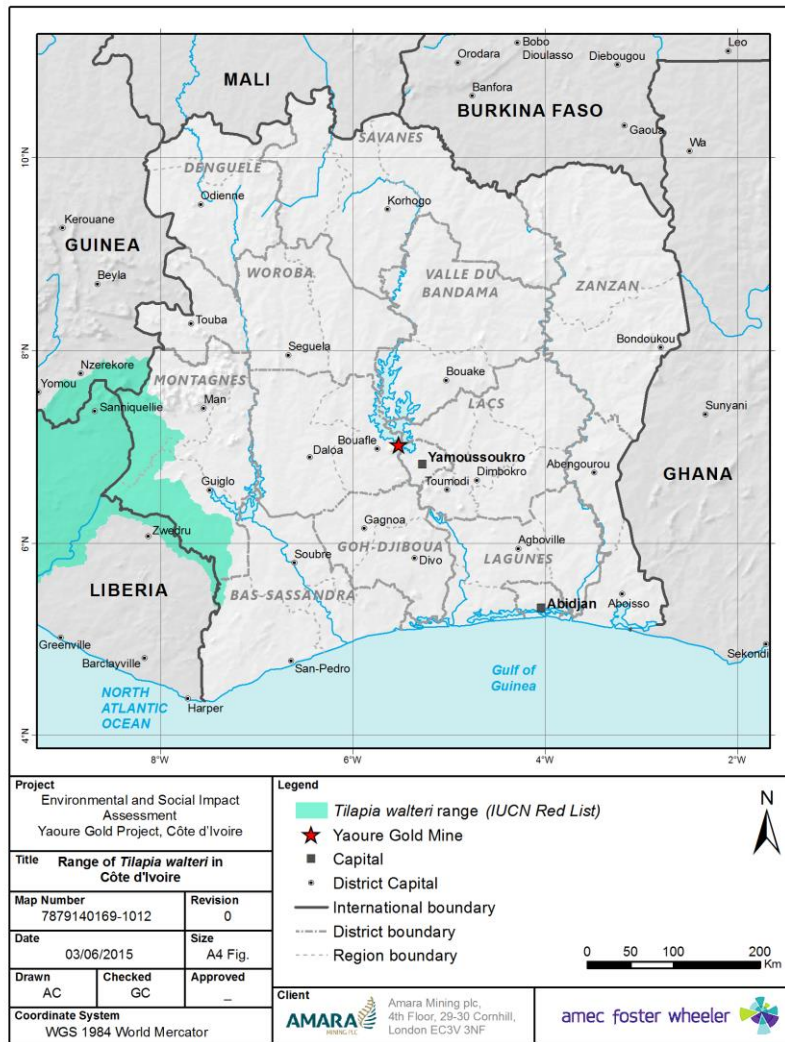 Bobo
Dioulasso
Leo
Orodara
Diebougou
MALI
Banfora
BURKINA FASO
Gaoua
Wa
SAVANES
10°N
DENGUELE
Odienne
Korhogo
Kerouane
GUINEA
Beyla
WOROBA
VALLE DU
BANDAMA
ZANZAN
Touba
Bondoukou
8°N
Seguela
Nzerekore
Yomou
MONTAGNES
Bouake
Sanniquellie
Man
LACS
Sunyani
Bouafle
Daloa
Yamoussoukro
Dimbokro
Abengourou
Toumodi
GHANA
Guiglo
Zwedru
Gagnoa
6°N
GOH-DJIBOUA
Agboville
Soubre
Divo
LAGUNES
LIBERIA
BAS-SASSANDRA
Abidjan
Aboisso
Greenville
Barclayville
San-Pedro
Sekondi
Gulf of
Guinea
NORTH
ATLANTIC
OCEAN
Harper
4°N
8°W
6°W
4°W
2°W
Project
Environmental and Social Impact
Assessment
Yaoure Gold Project, Côte d'Ivoire
Title Range of Tilapia walteri in
Côte d'Ivoire
Map Number Revision
7879140169-1012 0
Date Size
03/06/2015 A4 Fig.
Drawn Checked Approved
AC GC _
Coordinate System
WGS 1984 World Mercator
Legend
Tilapia walteri range (IUCN Red List)
Yaoure Gold Mine
Capital
District Capital
International boundary
District boundary
Region boundary
N
0 50 100 200
Km
Client
AMARA
MINING PLC
Amara Mining plc,
4th Floor, 29-30 Cornhill,
London EC3V 3NF
amec foster wheeler